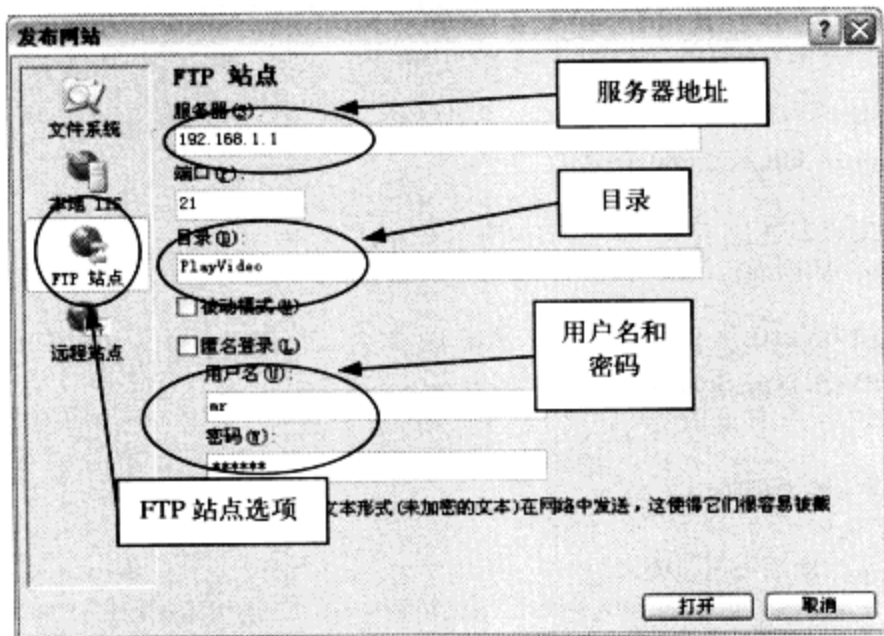 发布网站
文件系统
本地 IIS
FTP 站点
远程站点
FTP 站点
服务器(S):
192.168.1.1
端口(P):
21
目录(D):
PlayVideo
被动模式(M)
匿名登录(L)
用户名(U):
mr
密码(W):
******
文本形式(未加密的文本)在网络中发送，这使得它们很容易被截
打开
取消
服务器地址
目录
用户名和
密码
FTP 站点选项